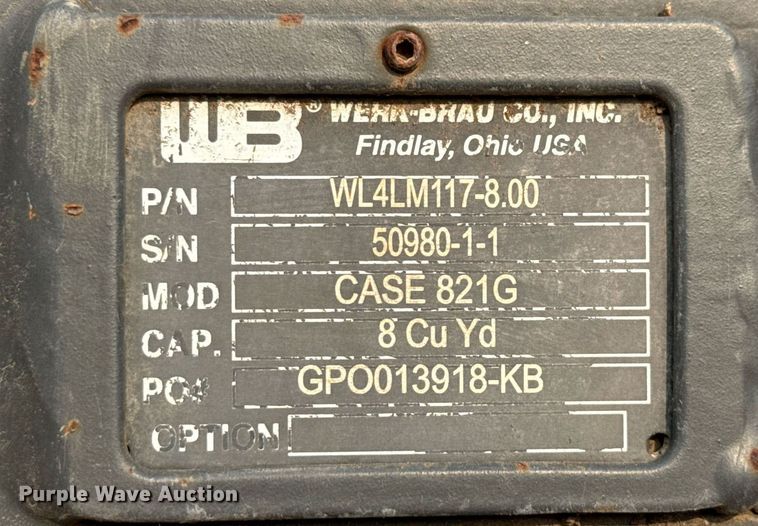 WB® WERK-BRAU CO., INC.
Findlay, Ohio USA
P/N WL4LM117-8.00
S/N 50980-1-1
MOD CASE 821G
CAP. 8 Cu Yd
PO# GPO013918-KB
OPTION
Purple Wave Auction